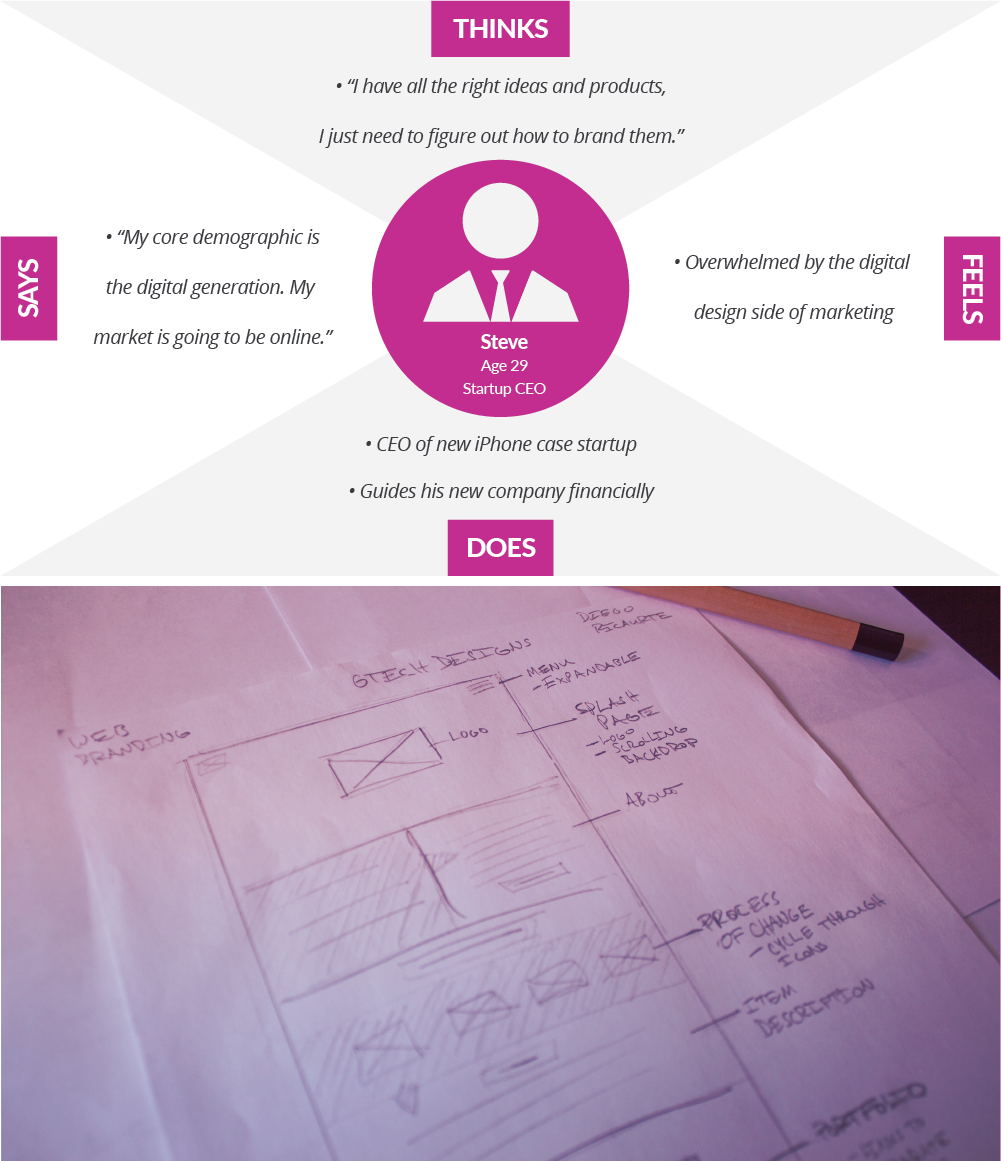 THINKS
• “I have all the right ideas and products,
I just need to figure out how to brand them.”
SAYS
• “My core demographic is
the digital generation. My
market is going to be online.”
• Overwhelmed by the digital
design side of marketing
FEELS
Steve
Age 29
Startup CEO
• CEO of new iPhone case startup
• Guides his new company financially
DOES
DIEGO
RICAURTE
GTECH DESIGNS
WEB
BRANDING
MENU
- EXPANDABLE
LOGO
SPLASH
PAGE
- LOGO
- SCROLLING
BACKDROP
ABOUT
PROCESS
OF CHANGE
- CYCLE THROUGH
ICONS
ITEM
DESCRIPTION
PORTFOLIO